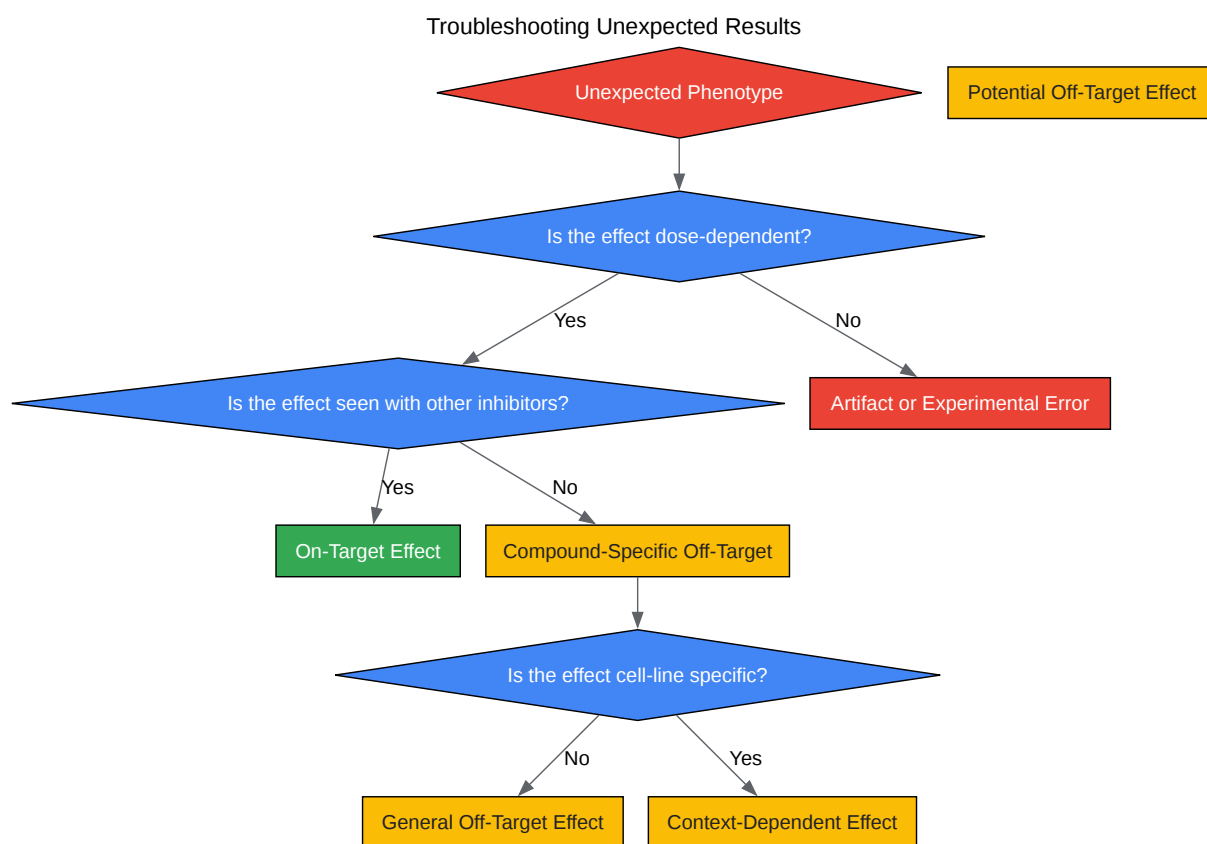 Troubleshooting Unexpected Results
Unexpected Phenotype
Potential Off-Target Effect
Is the effect dose-dependent?
Yes
No
Is the effect seen with other inhibitors?
Artifact or Experimental Error
Yes
No
On-Target Effect
Compound-Specific Off-Target
Is the effect cell-line specific?
No
Yes
General Off-Target Effect
Context-Dependent Effect